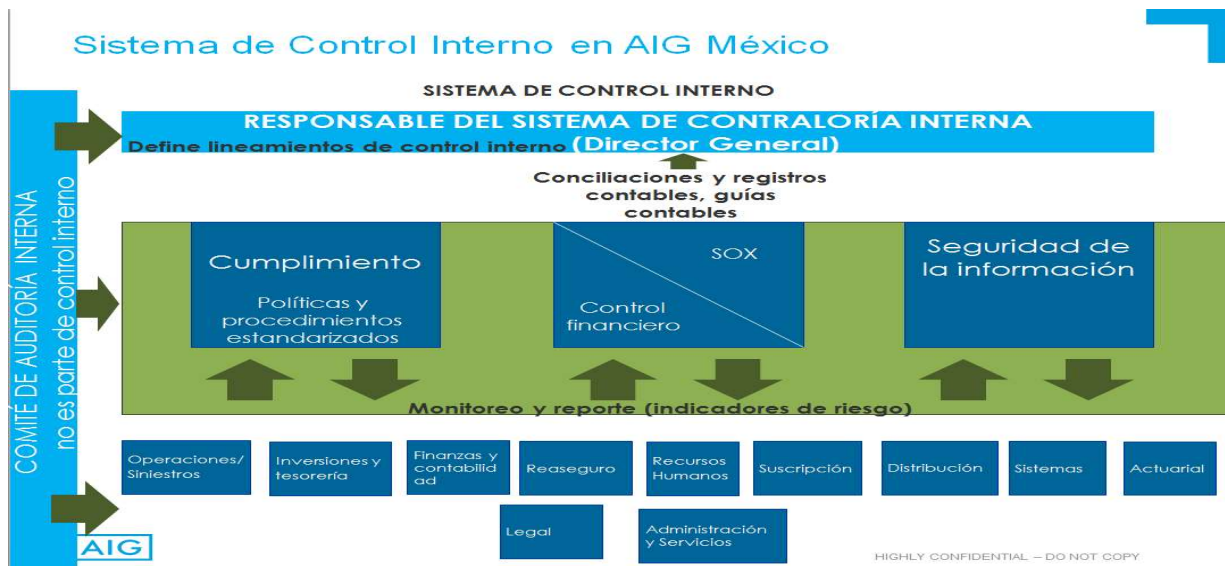 Sistema de Control Interno en AIG México
SISTEMA DE CONTROL INTERNO
RESPONSABLE DEL SISTEMA DE CONTRALORÍA INTERNA
Define lineamientos de control interno (Director General)
Conciliaciones y registros
contables, guías
contables
COMITÉ DE AUDITORÍA INTERNA
no es parte de control interno
Cumplimiento
Políticas y
procedimientos
estandarizados
SOX
Control
financiero
Seguridad de
la información
Monitoreo y reporte (indicadores de riesgo)
Operaciones/
Siniestros
Inversiones y
tesorería
Finanzas y
contabilid
ad
Reaseguro
Recursos
Humanos
Suscripción
Distribución
Sistemas
Actuarial
Legal
Administración
y Servicios
AIG
HIGHLY CONFIDENTIAL – DO NOT COPY